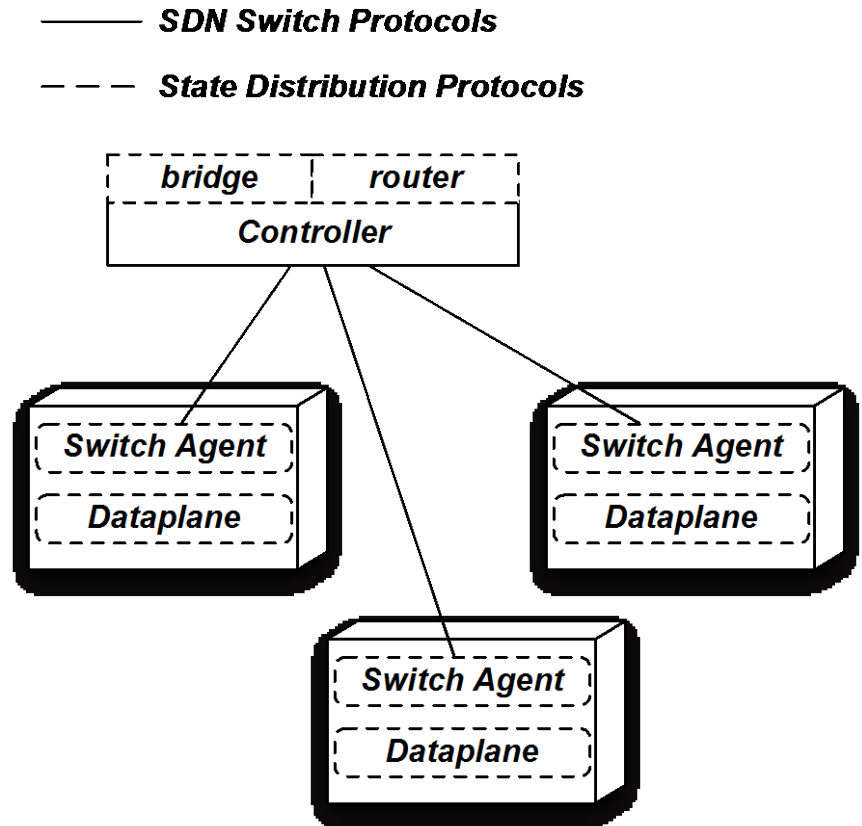 SDN Switch Protocols
State Distribution Protocols
bridge router
Controller
Switch Agent
Dataplane
Switch Agent
Dataplane
Switch Agent
Dataplane